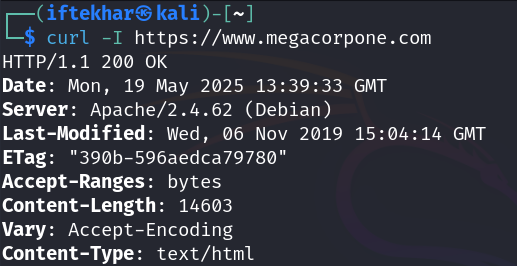 ┌──(iftekhar㉿kali)-[~]
└─$ curl -I https://www.megacorpone.com
HTTP/1.1 200 OK
Date: Mon, 19 May 2025 13:39:33 GMT
Server: Apache/2.4.62 (Debian)
Last-Modified: Wed, 06 Nov 2019 15:04:14 GMT
ETag: "390b-596aedca79780"
Accept-Ranges: bytes
Content-Length: 14603
Vary: Accept-Encoding
Content-Type: text/html